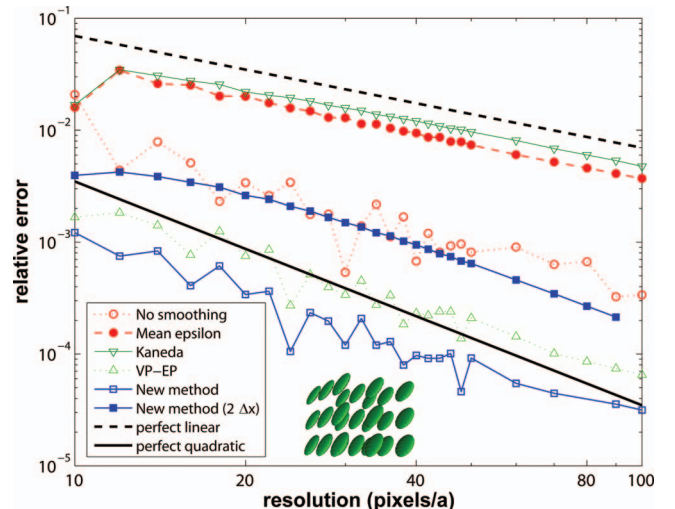 10⁻¹
10⁻²
10⁻³
10⁻⁴
10⁻⁵
relative error
No smoothing
Mean epsilon
Kaneda
VP−EP
New method
New method (2 Δx)
perfect linear
perfect quadratic
10
20
40
60
80
100
resolution (pixels/a)